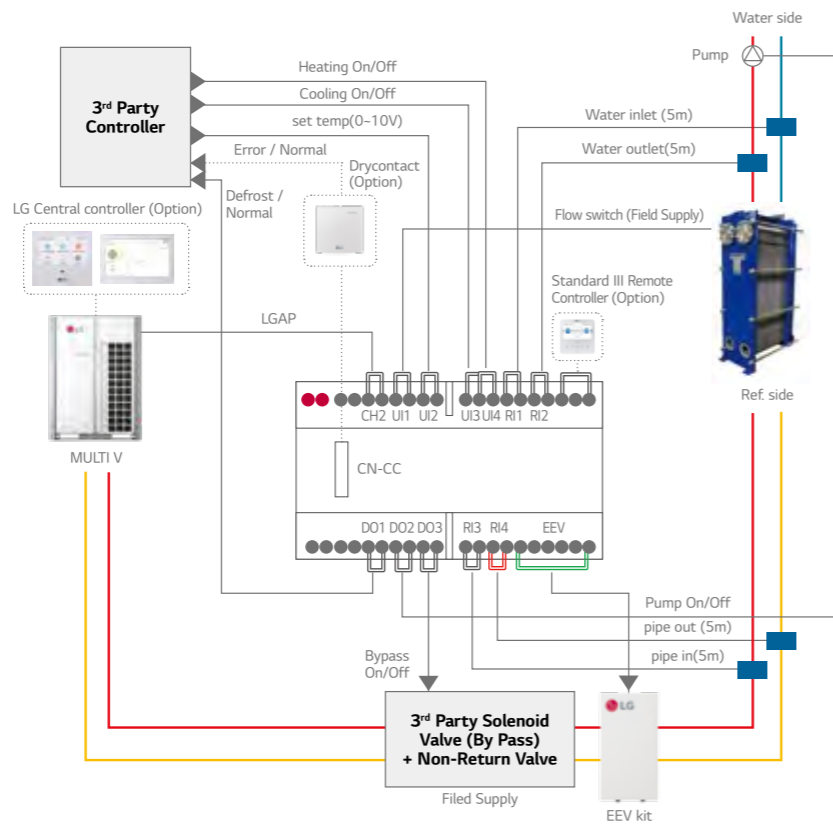 Water side
Pump
3rd Party
Controller
Heating On/Off
Cooling On/Off
set temp(0~10V)
Error / Normal
Drycontact
(Option)
Defrost /
Normal
Water inlet (5m)
Water outlet(5m)
LG Central controller (Option)
Flow switch (Field Supply)
Standard III Remote
Controller (Option)
LGAP
LG
MULTI V
Ref. side
CH2 UI1 UI2 UI3 UI4 RI1 RI2
CN-CC
DO1 DO2 DO3 RI3 RI4 EEV
Pump On/Off
pipe out (5m)
pipe in(5m)
Bypass
On/Off
3rd Party Solenoid
Valve (By Pass)
+ Non-Return Valve
Filed Supply
LG
EEV kit